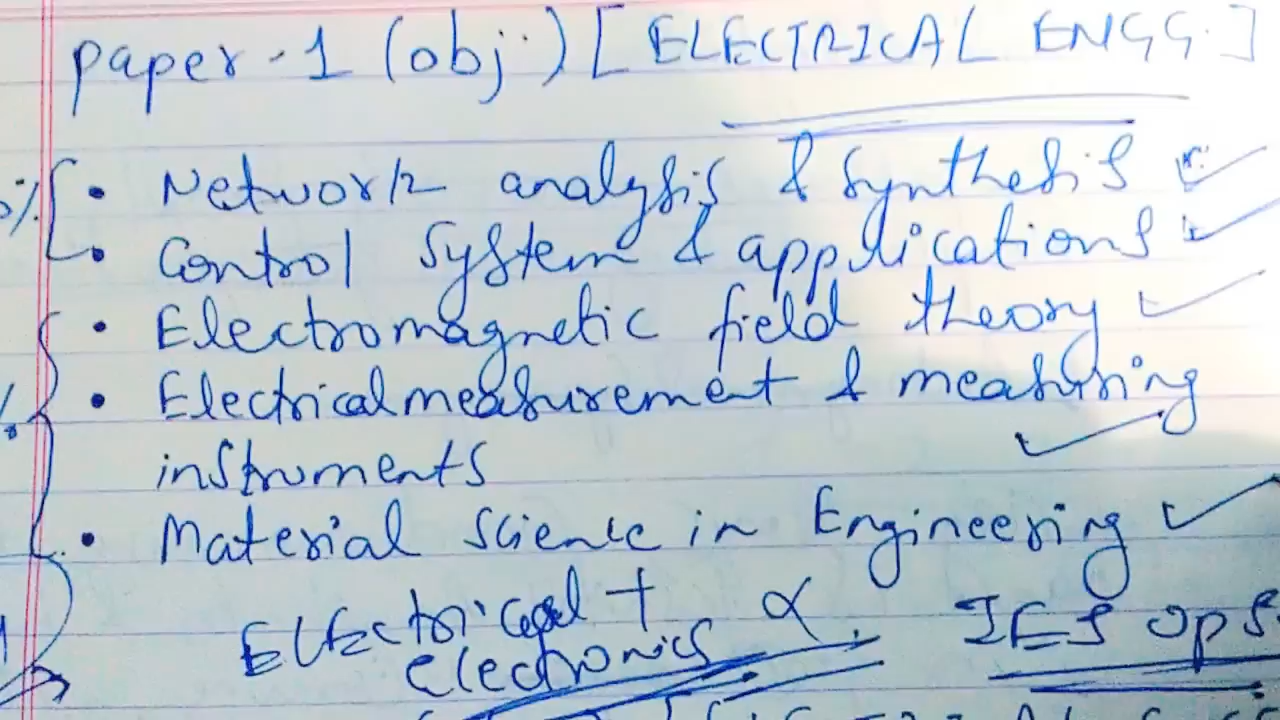 paper-1 (obj.) [ELECTRICAL ENGG.]
• Network analysis & Synthesis
• Control System & applications
• Electromagnetic field theory
• Electrical measurement & measuring
instruments
• Material Science in Engineering
Electrical + α IES
electronics